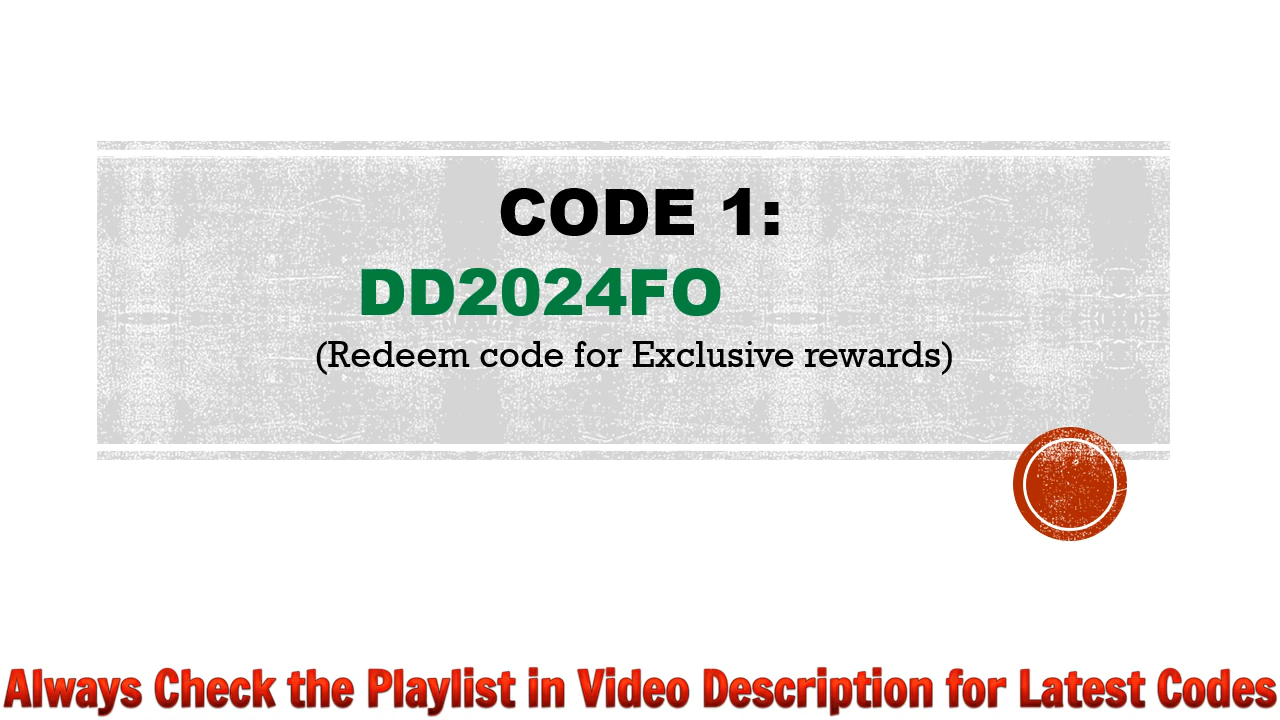 CODE 1:
DD2024FO
(Redeem code for Exclusive rewards)
Always Check the Playlist in Video Description for Latest Codes